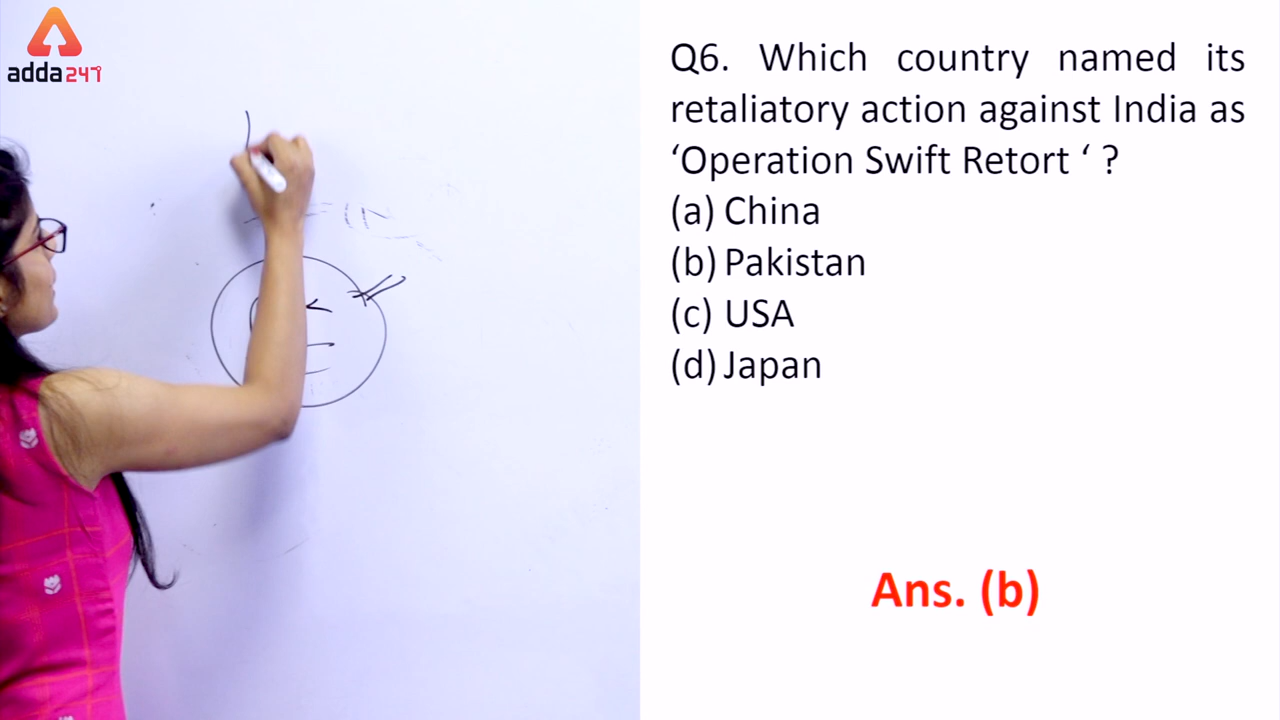 adda247
Q6. Which country named its
retaliatory action against India as
‘Operation Swift Retort ‘ ?
(a) China
(b) Pakistan
(c) USA
(d) Japan
Ans. (b)